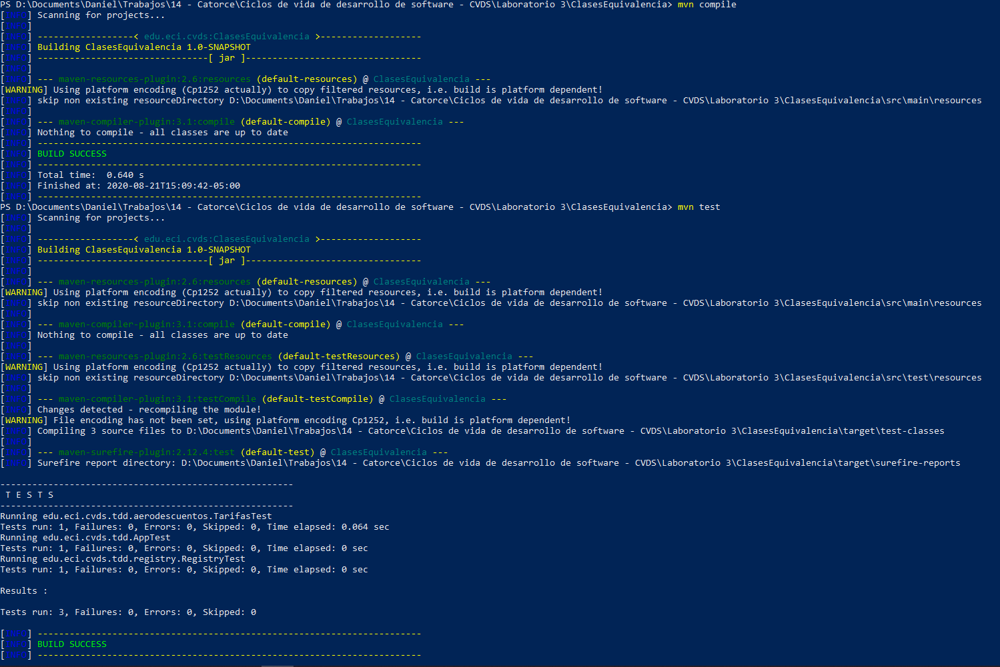 PS D:\Documents\Daniel\Trabajos\14 - Catorce\Ciclos de vida de desarrollo de software - CVDS\Laboratorio 3\ClasesEquivalencia> mvn compile
[INFO] Scanning for projects...
[INFO]
[INFO] ------------------< edu.eci.cvds:ClasesEquivalencia >-------------------
[INFO] Building ClasesEquivalencia 1.0-SNAPSHOT
[INFO] --------------------------------[ jar ]---------------------------------
[INFO]
[INFO] --- maven-resources-plugin:2.6:resources (default-resources) @ ClasesEquivalencia ---
[WARNING] Using platform encoding (Cp1252 actually) to copy filtered resources, i.e. build is platform dependent!
[INFO] skip non existing resourceDirectory D:\Documents\Daniel\Trabajos\14 - Catorce\Ciclos de vida de desarrollo de software - CVDS\Laboratorio 3\ClasesEquivalencia\src\main\resources
[INFO]
[INFO] --- maven-compiler-plugin:3.1:compile (default-compile) @ ClasesEquivalencia ---
[INFO] Nothing to compile - all classes are up to date
[INFO] ------------------------------------------------------------------------
[INFO] BUILD SUCCESS
[INFO] ------------------------------------------------------------------------
[INFO] Total time:  0.640 s
[INFO] Finished at: 2020-08-21T15:09:42-05:00
[INFO] ------------------------------------------------------------------------
PS D:\Documents\Daniel\Trabajos\14 - Catorce\Ciclos de vida de desarrollo de software - CVDS\Laboratorio 3\ClasesEquivalencia> mvn test
[INFO] Scanning for projects...
[INFO]
[INFO] ------------------< edu.eci.cvds:ClasesEquivalencia >-------------------
[INFO] Building ClasesEquivalencia 1.0-SNAPSHOT
[INFO] --------------------------------[ jar ]---------------------------------
[INFO]
[INFO] --- maven-resources-plugin:2.6:resources (default-resources) @ ClasesEquivalencia ---
[WARNING] Using platform encoding (Cp1252 actually) to copy filtered resources, i.e. build is platform dependent!
[INFO] skip non existing resourceDirectory D:\Documents\Daniel\Trabajos\14 - Catorce\Ciclos de vida de desarrollo de software - CVDS\Laboratorio 3\ClasesEquivalencia\src\main\resources
[INFO]
[INFO] --- maven-compiler-plugin:3.1:compile (default-compile) @ ClasesEquivalencia ---
[INFO] Nothing to compile - all classes are up to date
[INFO]
[INFO] --- maven-resources-plugin:2.6:testResources (default-testResources) @ ClasesEquivalencia ---
[WARNING] Using platform encoding (Cp1252 actually) to copy filtered resources, i.e. build is platform dependent!
[INFO] skip non existing resourceDirectory D:\Documents\Daniel\Trabajos\14 - Catorce\Ciclos de vida de desarrollo de software - CVDS\Laboratorio 3\ClasesEquivalencia\src\test\resources
[INFO]
[INFO] --- maven-compiler-plugin:3.1:testCompile (default-testCompile) @ ClasesEquivalencia ---
[INFO] Changes detected - recompiling the module!
[WARNING] File encoding has not been set, using platform encoding Cp1252, i.e. build is platform dependent!
[INFO] Compiling 3 source files to D:\Documents\Daniel\Trabajos\14 - Catorce\Ciclos de vida de desarrollo de software - CVDS\Laboratorio 3\ClasesEquivalencia\target\test-classes
[INFO]
[INFO] --- maven-surefire-plugin:2.12.4:test (default-test) @ ClasesEquivalencia ---
[INFO] Surefire report directory: D:\Documents\Daniel\Trabajos\14 - Catorce\Ciclos de vida de desarrollo de software - CVDS\Laboratorio 3\ClasesEquivalencia\target\surefire-reports
-------------------------------------------------------
 T E S T S
-------------------------------------------------------
Running edu.eci.cvds.tdd.aerodescuentos.TarifasTest
Tests run: 1, Failures: 0, Errors: 0, Skipped: 0, Time elapsed: 0.064 sec
Running edu.eci.cvds.tdd.AppTest
Tests run: 1, Failures: 0, Errors: 0, Skipped: 0, Time elapsed: 0 sec
Running edu.eci.cvds.tdd.registry.RegistryTest
Tests run: 1, Failures: 0, Errors: 0, Skipped: 0, Time elapsed: 0 sec
Results :
Tests run: 3, Failures: 0, Errors: 0, Skipped: 0
[INFO] ------------------------------------------------------------------------
[INFO] BUILD SUCCESS
[INFO] ------------------------------------------------------------------------